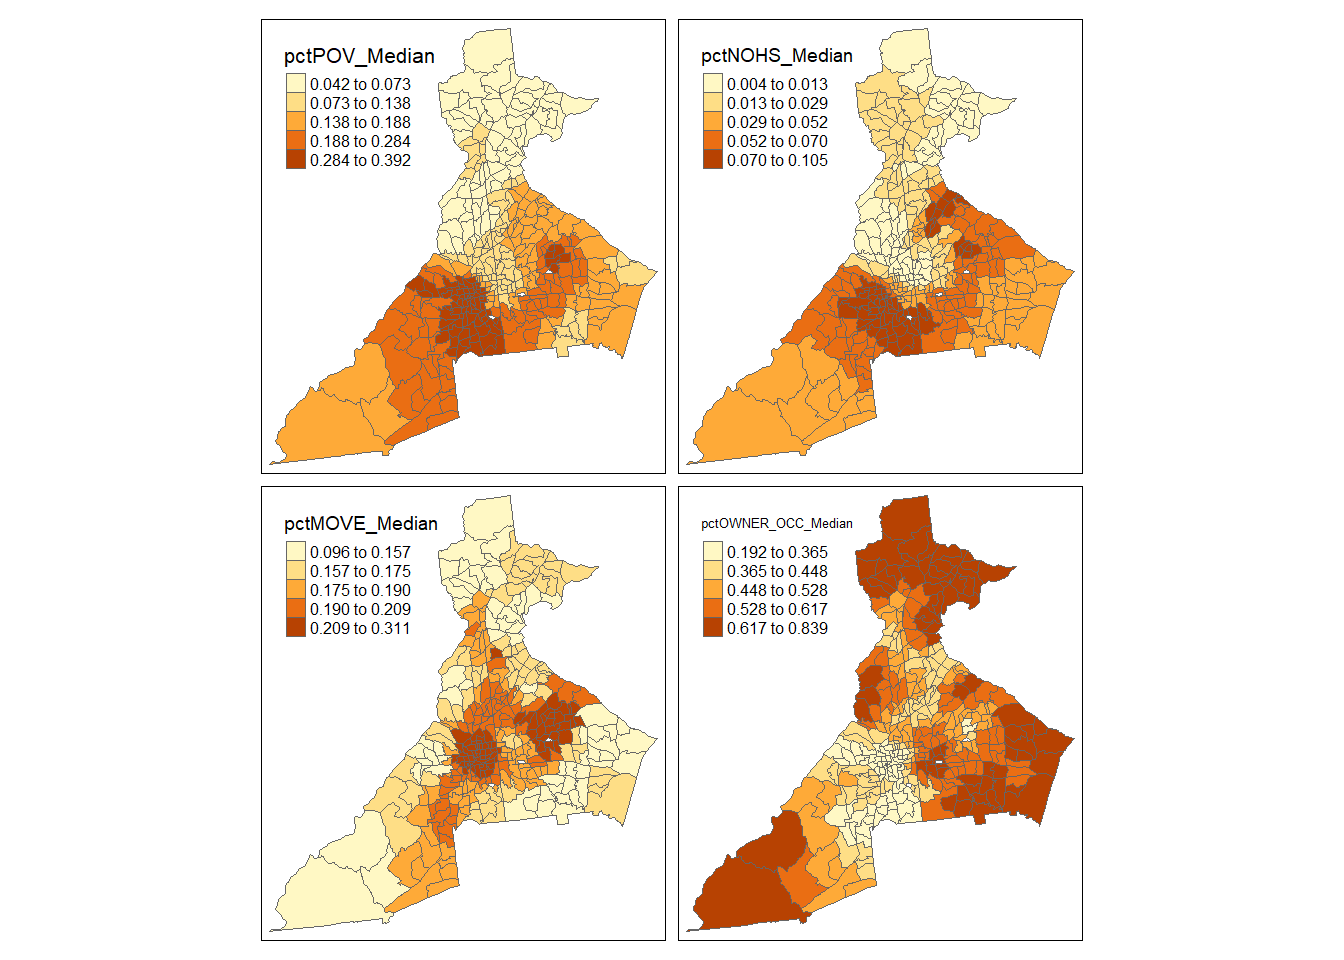 pctPOV_Median
0.042 to 0.073
0.073 to 0.138
0.138 to 0.188
0.188 to 0.284
0.284 to 0.392
pctNOHS_Median
0.004 to 0.013
0.013 to 0.029
0.029 to 0.052
0.052 to 0.070
0.070 to 0.105
pctMOVE_Median
0.096 to 0.157
0.157 to 0.175
0.175 to 0.190
0.190 to 0.209
0.209 to 0.311
pctOWNER_OCC_Median
0.192 to 0.365
0.365 to 0.448
0.448 to 0.528
0.528 to 0.617
0.617 to 0.839